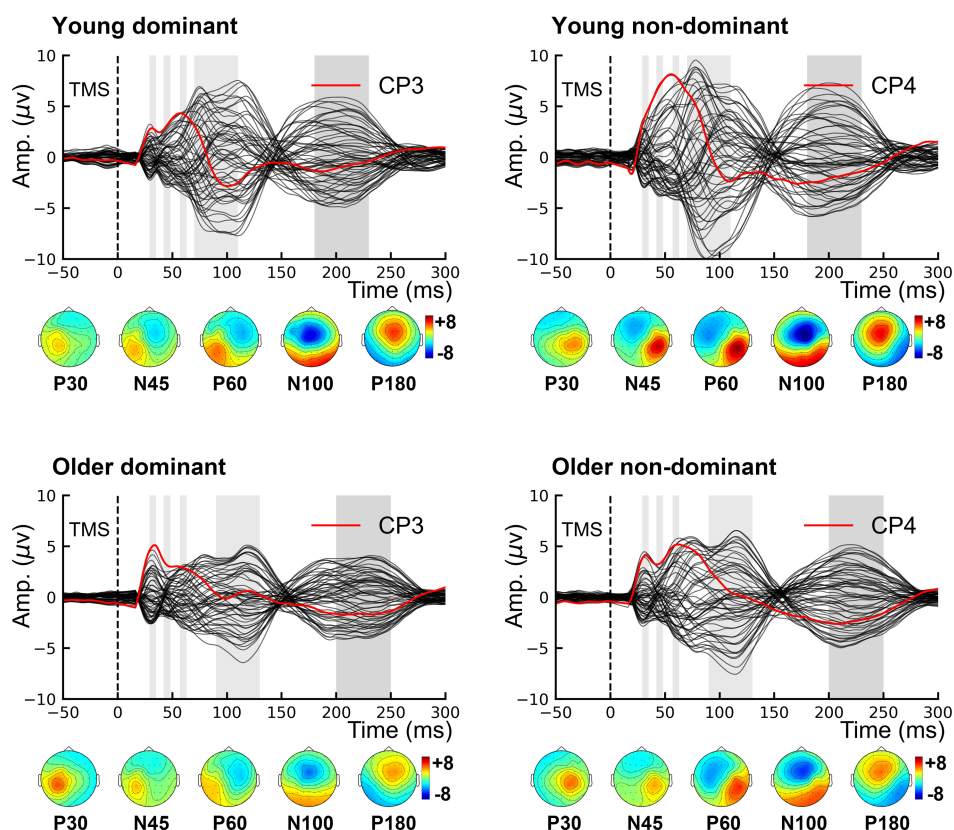 Young dominant
Young non-dominant
Amp. (μv)
10
5
0
−5
−10
TMS
CP3
−50 0 50 100 150 200 250 300
Time (ms)
Amp. (μv)
10
5
0
−5
−10
TMS
CP4
−50 0 50 100 150 200 250 300
Time (ms)
P30 N45 P60 N100 P180
+8
-8
P30 N45 P60 N100 P180
+8
-8
Older dominant
Older non-dominant
Amp. (μv)
10
5
0
−5
−10
TMS
CP3
−50 0 50 100 150 200 250 300
Time (ms)
Amp. (μv)
10
5
0
−5
−10
TMS
CP4
−50 0 50 100 150 200 250 300
Time (ms)
P30 N45 P60 N100 P180
+8
-8
P30 N45 P60 N100 P180
+8
-8